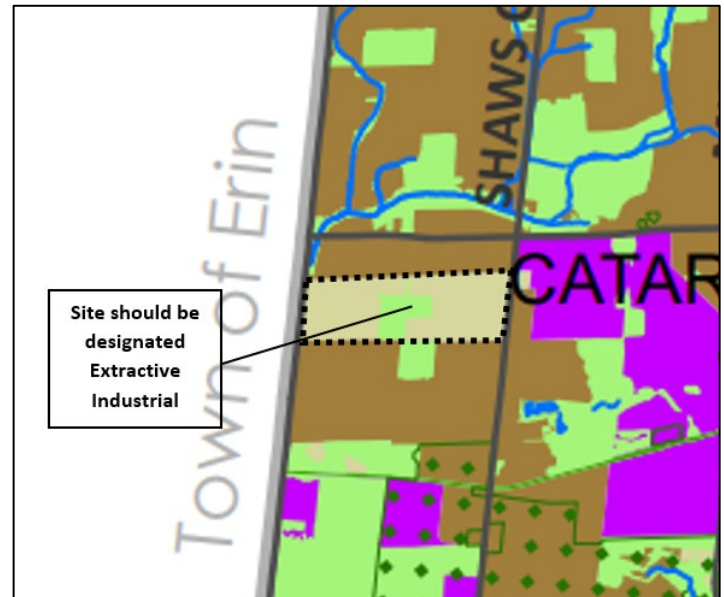 SHAWS C
Town of Erin
CATAR
Site should be
designated
Extractive
Industrial